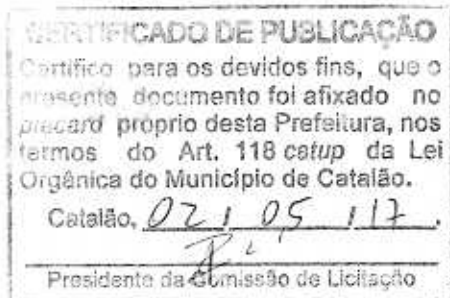 CERTIFICADO DE PUBLICAÇÃO
Certifico para os devidos fins, que o
presente documento foi afixado no
placard próprio desta Prefeitura, nos
termos do Art. 118 catup da Lei
Orgânica do Município de Catalão.
Catalão, 02 / 05 / 17.
Presidente da Comissão de Licitação